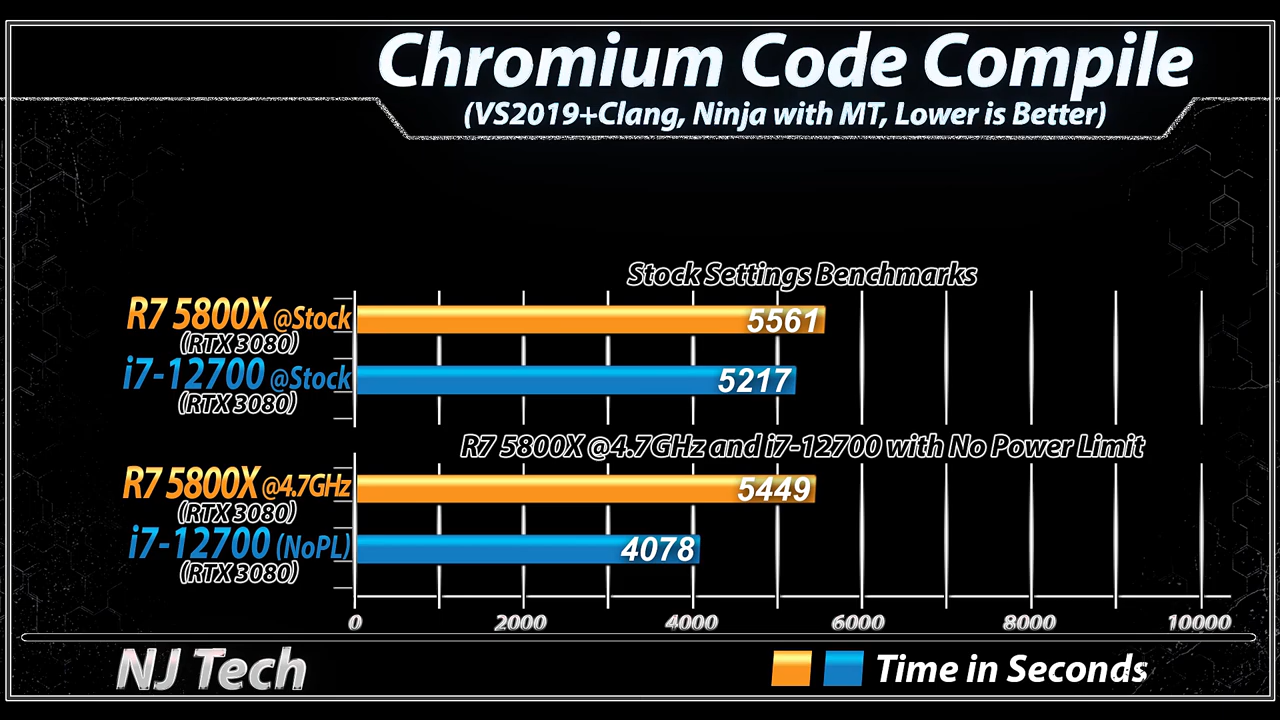 Chromium Code Compile
(VS2019+Clang, Ninja with MT, Lower is Better)
Stock Settings Benchmarks
R7 5800X @Stock
(RTX 3080)
5561
i7-12700 @Stock
(RTX 3080)
5217
R7 5800X @4.7GHz and i7-12700 with No Power Limit
R7 5800X @4.7GHz
(RTX 3080)
5449
i7-12700 (NoPL)
(RTX 3080)
4078
0 2000 4000 6000 8000 10000
NJ Tech
Time in Seconds